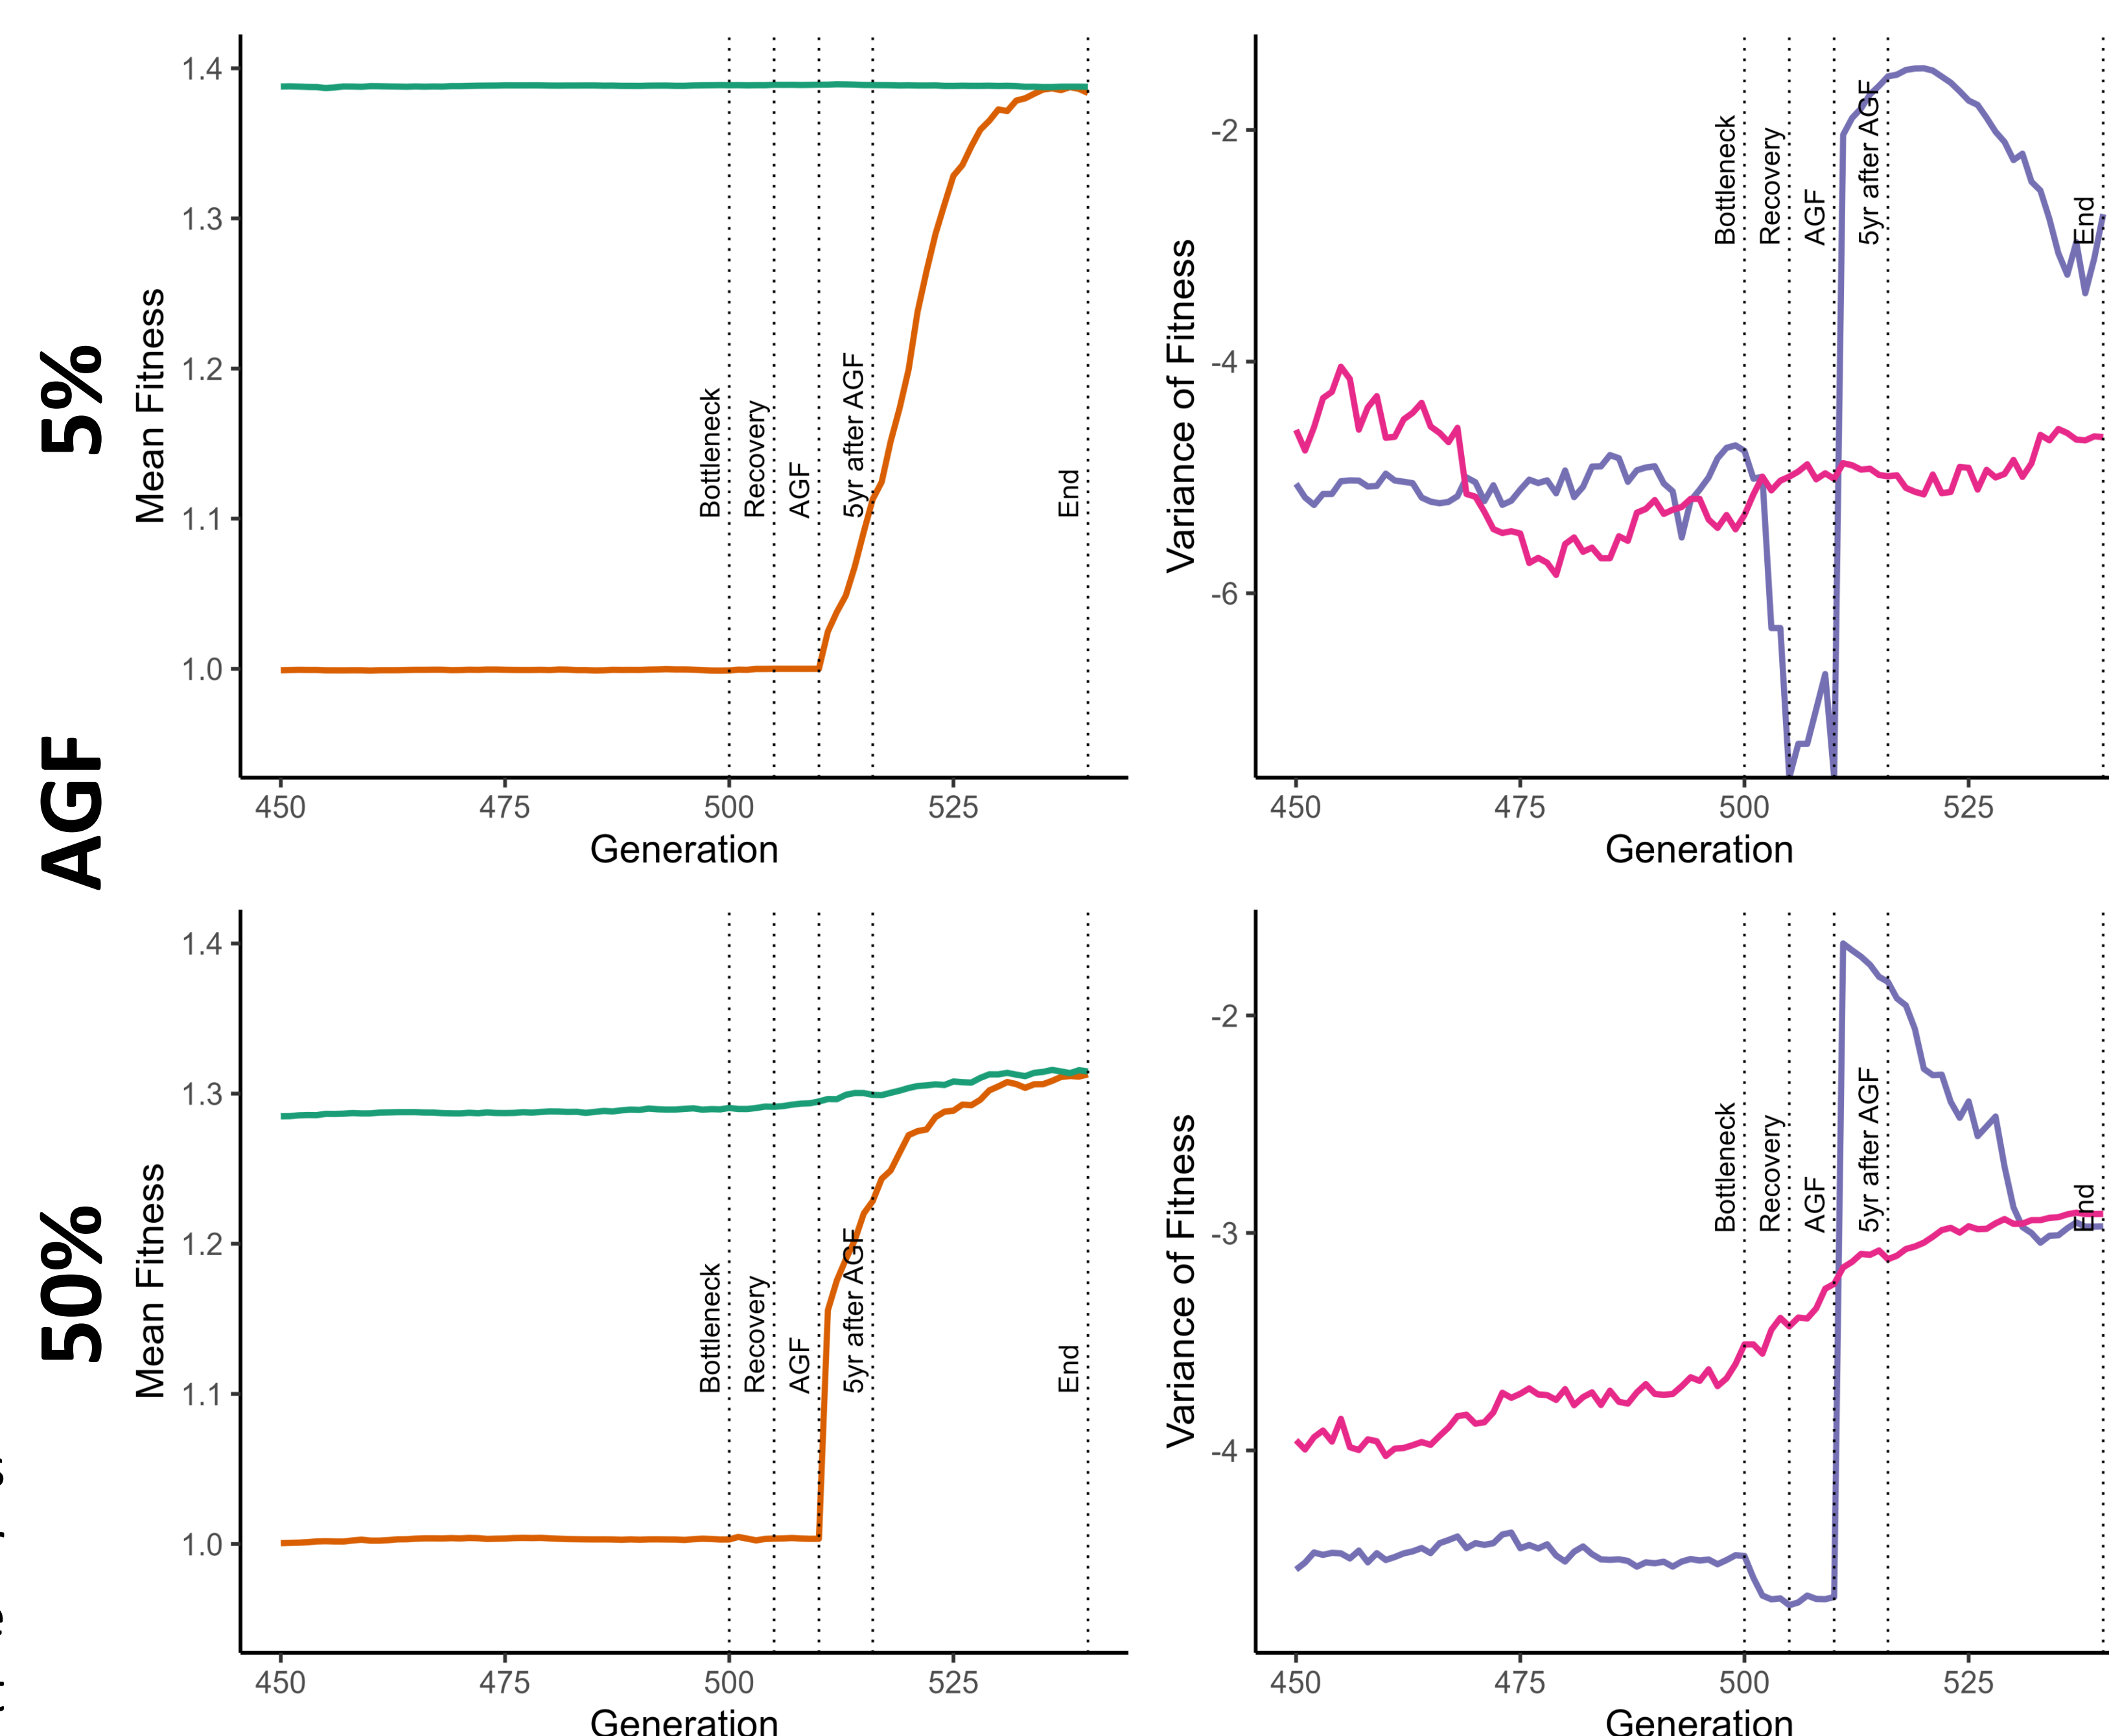 AGF
5%
Mean Fitness
1.4
1.3
1.2
1.1
1.0
Bottleneck
Recovery
AGF
5yr after AGF
End
450
475
500
525
Generation
Variance of Fitness
-2
-4
-6
Bottleneck
Recovery
AGF
5yr after AGF
End
450
475
500
525
Generation
50%
Mean Fitness
1.4
1.3
1.2
1.1
1.0
Bottleneck
Recovery
AGF
5yr after AGF
End
450
475
500
525
Generation
Variance of Fitness
-2
-3
-4
Bottleneck
Recovery
AGF
5yr after AGF
End
450
475
500
525
Generation